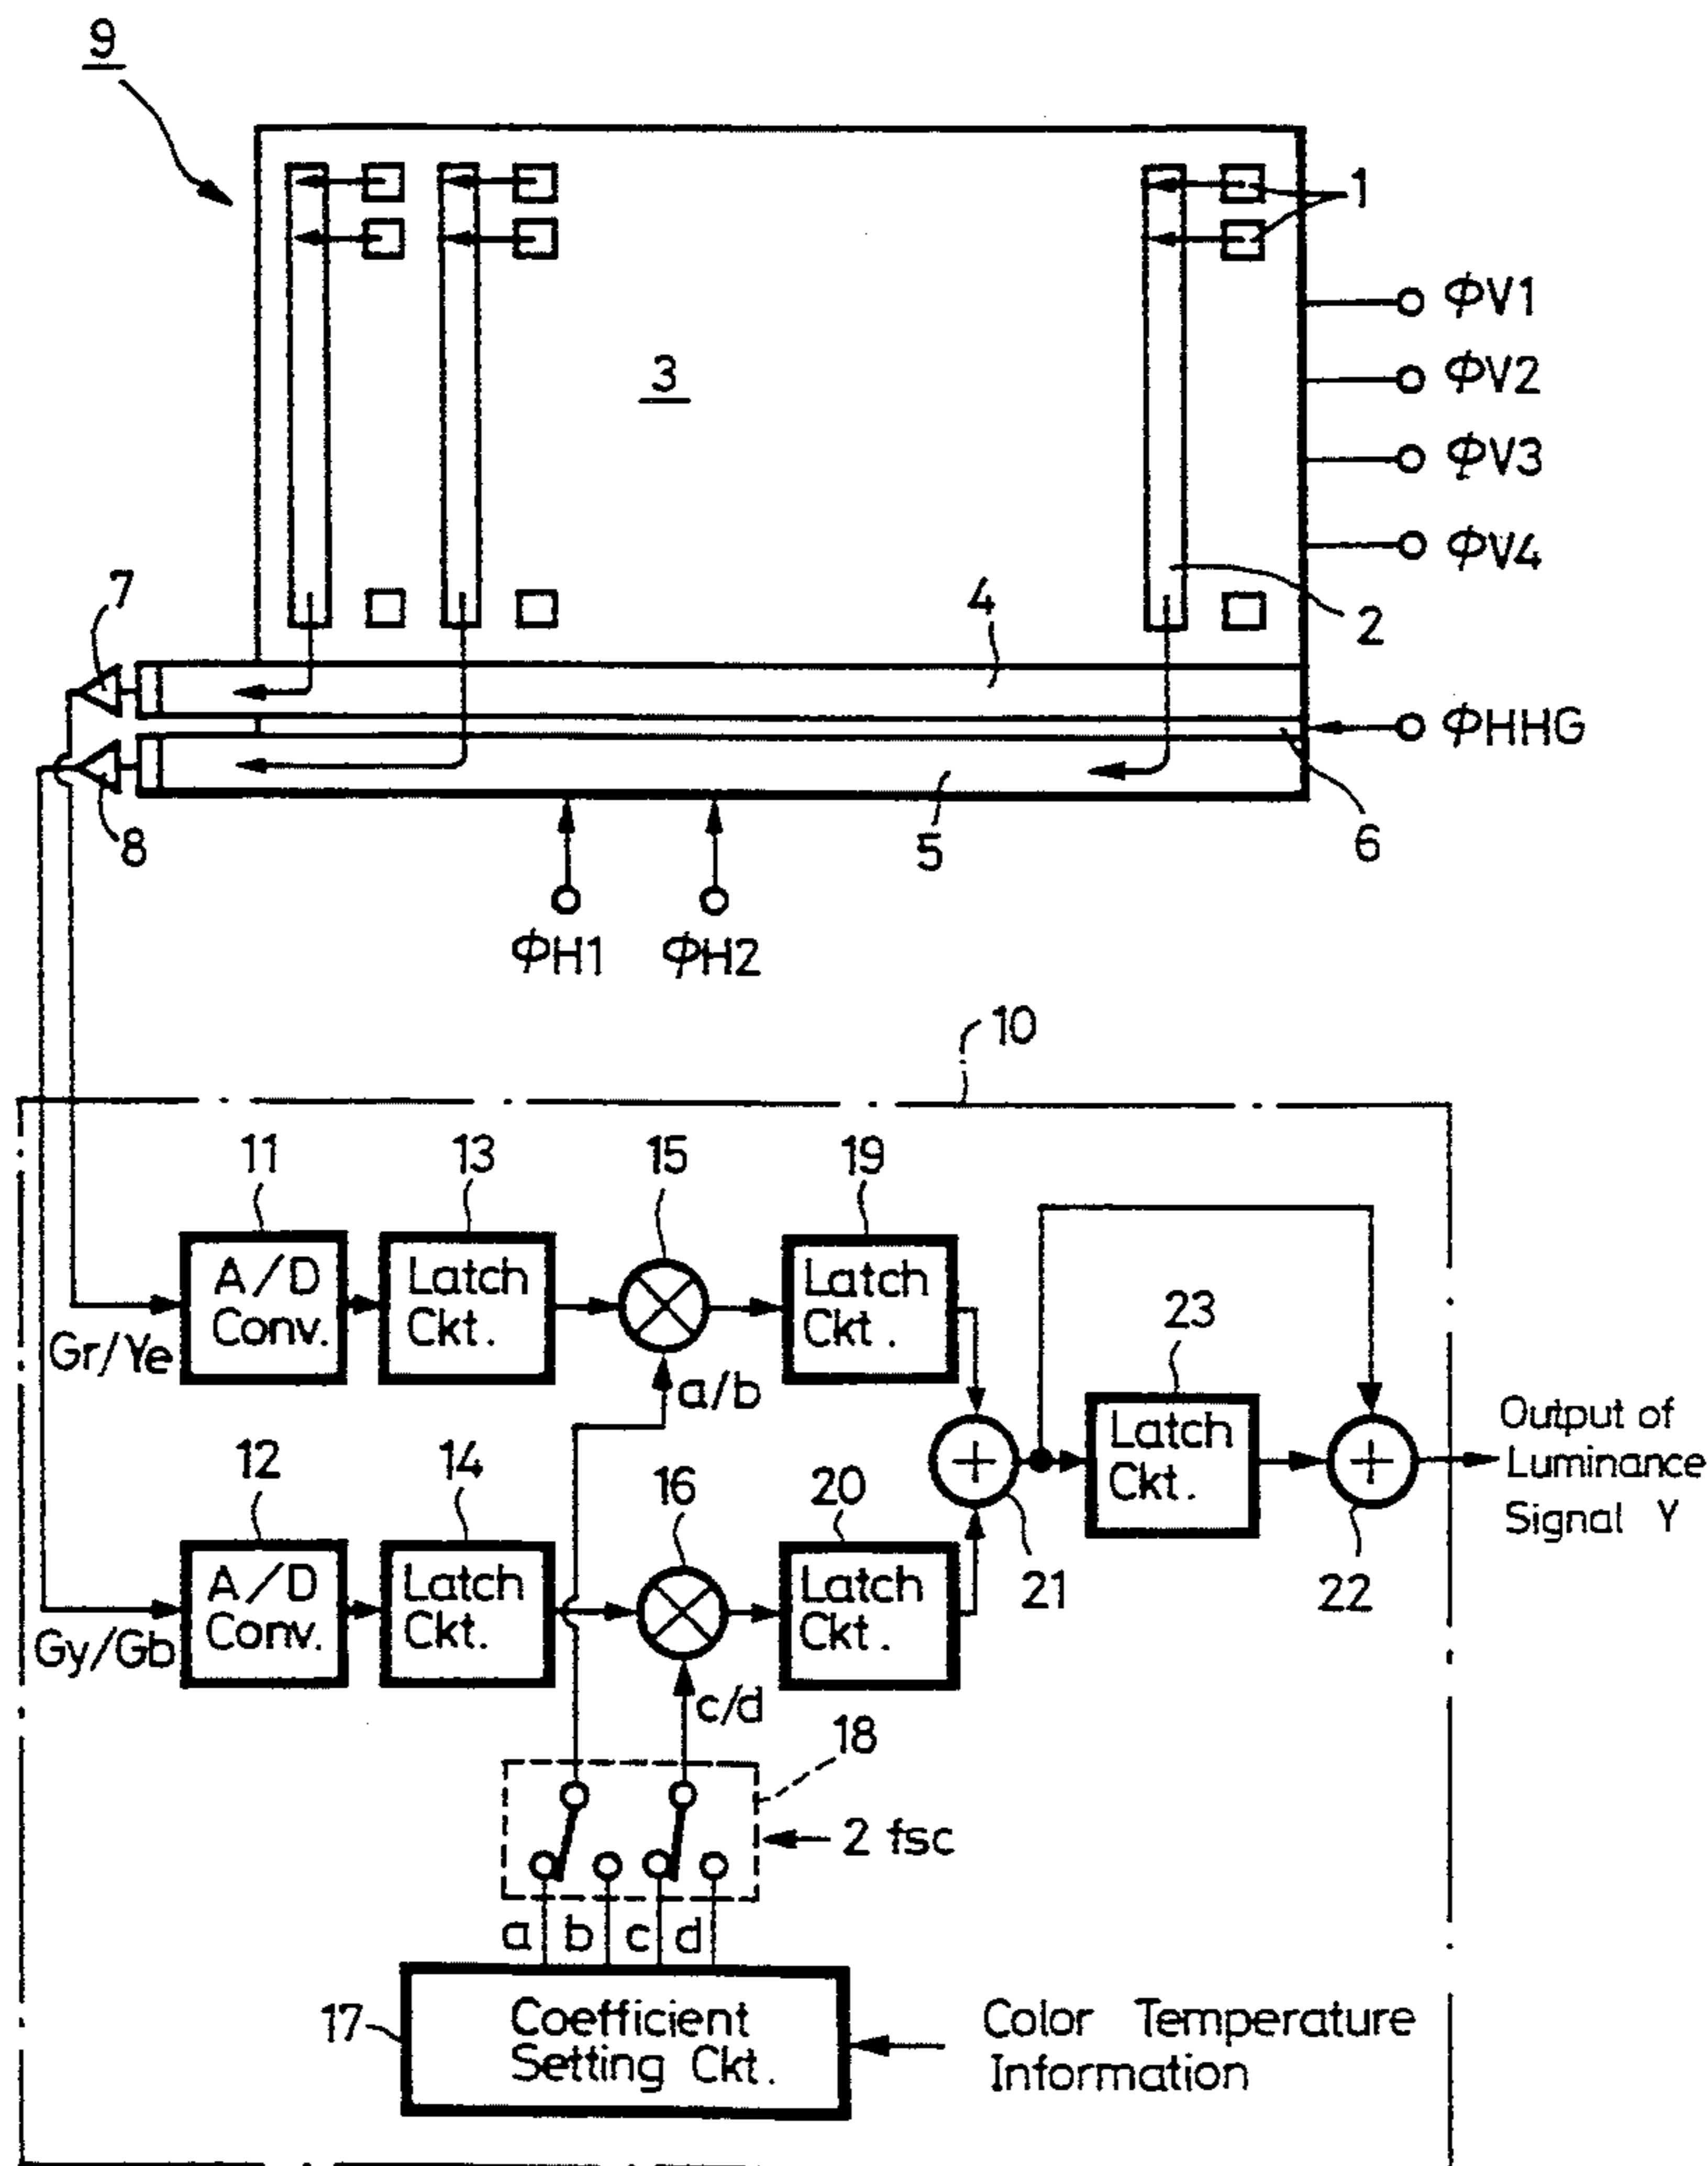 9
1
ΦV1
ΦV2
3
ΦV3
ΦV4
7
4
2
ΦHHG
8
5
6
ΦH1 ΦH2
10
11 13 15 19
A/D Conv.
Latch Ckt.
Latch Ckt.
23
Gr/Ye
a/b
Latch Ckt.
Output of
Luminance
Signal Y
12 14 16 20
21
22
A/D Conv.
Latch Ckt.
Latch Ckt.
Gy/Gb
c/d
18
2 fsc
a b c d
17
Coefficient
Setting Ckt.
Color Temperature
Information